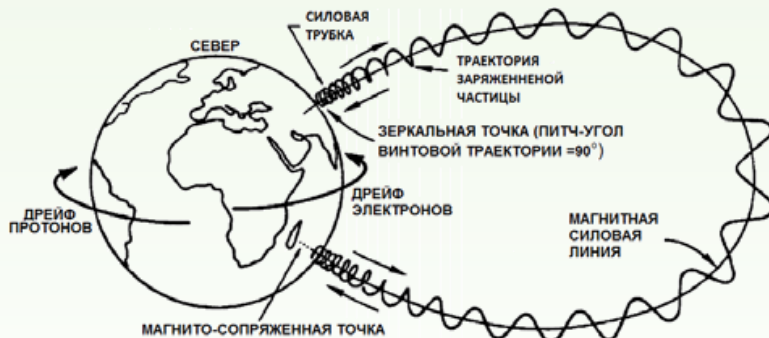 СИЛОВАЯ
ТРУБКА
СЕВЕР
ТРАЕКТОРИЯ
ЗАРЯЖЕННЕНОЙ
ЧАСТИЦЫ
ЗЕРКАЛЬНАЯ ТОЧКА (ПИТЧ-УГОЛ
ВИНТОВОЙ ТРАЕКТОРИИ =90°)
ДРЕЙФ
ПРОТОНОВ
ДРЕЙФ
ЭЛЕКТРОНОВ
МАГНИТНАЯ
СИЛОВАЯ
ЛИНИЯ
МАГНИТО-СОПРЯЖЕННАЯ ТОЧКА